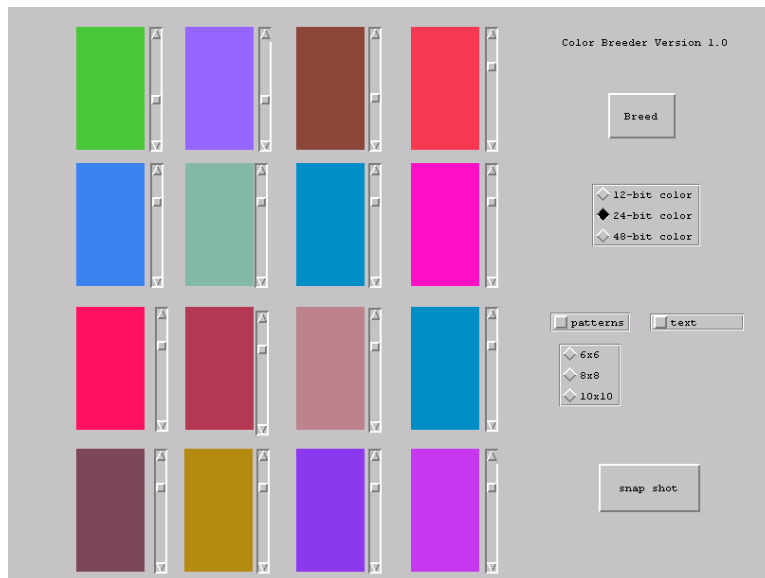 Color Breeder Version 1.0
Breed
12-bit color
24-bit color
48-bit color
patterns
text
6x6
8x8
10x10
snap shot